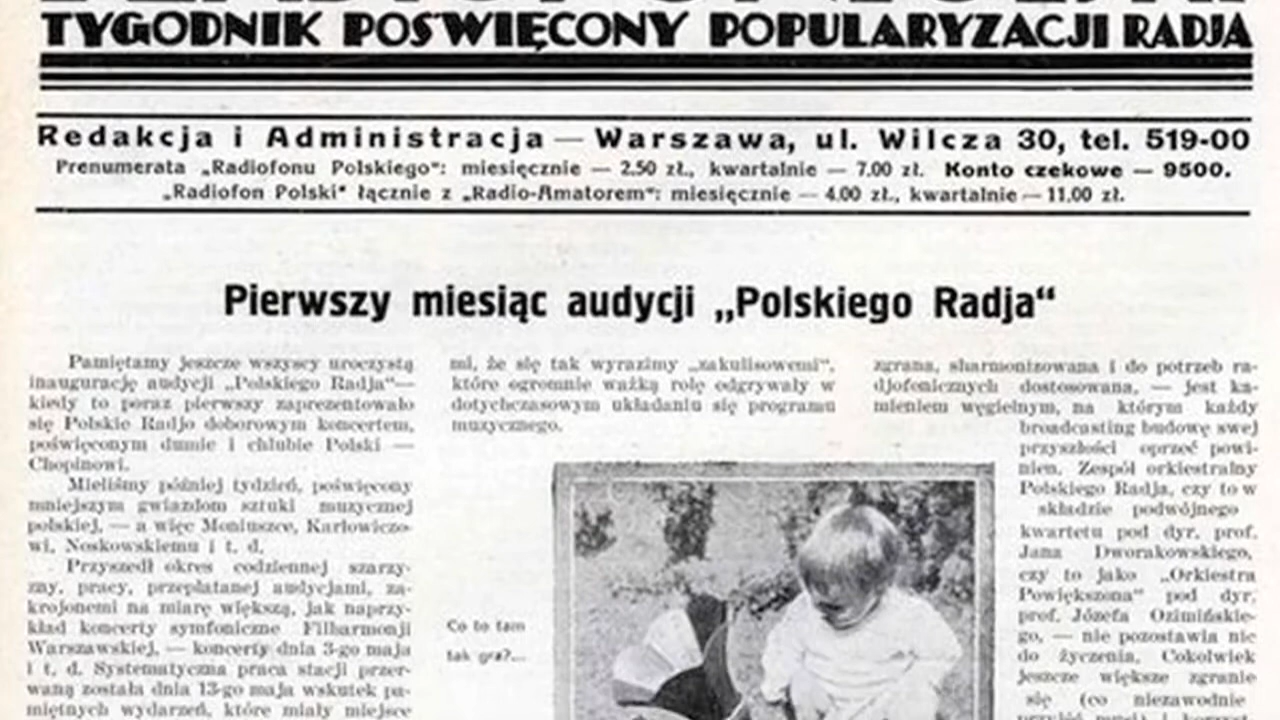 TYGODNIK POŚWIĘCONY POPULARYZACJI RADJA
Redakcja i Administracja — Warszawa, ul. Wilcza 30, tel. 519-00
Prenumerata „Radiofonu Polskiego“: miesięcznie — 2.50 zł., kwartalnie — 7.00 zł. Konto czekowe — 9500.
„Radiofon Polski“ łącznie z „Radio-Amatorem“: miesięcznie — 4.00 zł., kwartalnie — 11.00 zł.
Pierwszy miesiąc audycji „Polskiego Radja“
Pamiętamy jeszcze wszyscy uroczystą
inaugurację audycji „Polskiego Radja“—
kiedy to poraz pierwszy zaprezentowało
się Polskie Radjo doborowym koncertem,
poświęconym dumie i chlubie Polski —
Chopinowi.
Mieliśmy później tydzień, poświęcony
mniejszym gwiazdom sztuki muzycznej
polskiej, — a więc Moniuszce, Karłowiczo-
wi, Noskowskiemu i t. d.
Przyszedł okres codziennej szarzy-
zny, pracy, przeplatanej audycjami, za-
krojonemi na miarę większą, jak naprzy-
kład koncerty symfoniczne Filharmonji
Warszawskiej, — koncerty dnia 3-go maja
i t. d. Systematyczna praca stacji przer-
waną została dnia 13-go maja wskutek pa-
miętnych wydarzeń, które miały miejsce
mi, że się tak wyrazimy „zakulisowemi“,
które ogromnie ważką rolę odgrywały w
dotychczasowym układaniu się programu
muzycznego.
Co to tam
tak gra?...
zgrana, sharmonizowana i do potrzeb ra-
djofonicznych dostosowana, — jest ka-
mieniem węgielnym, na którym każdy
broadcasting budowę swej
przyszłości oprzeć powi-
nien. Zespół orkiestralny
Polskiego Radja, czy to w
składzie podwójnego
kwartetu pod dyr. prof.
Jana Dworakowskiego,
czy to jako „Orkiestra
Powiększona“ pod dyr.
prof. Józefa Ozimińskie-
go, — nie pozostawia nic
do życzenia. Cokolwiek
jeszcze większe zgranie
się (co niezawodnie